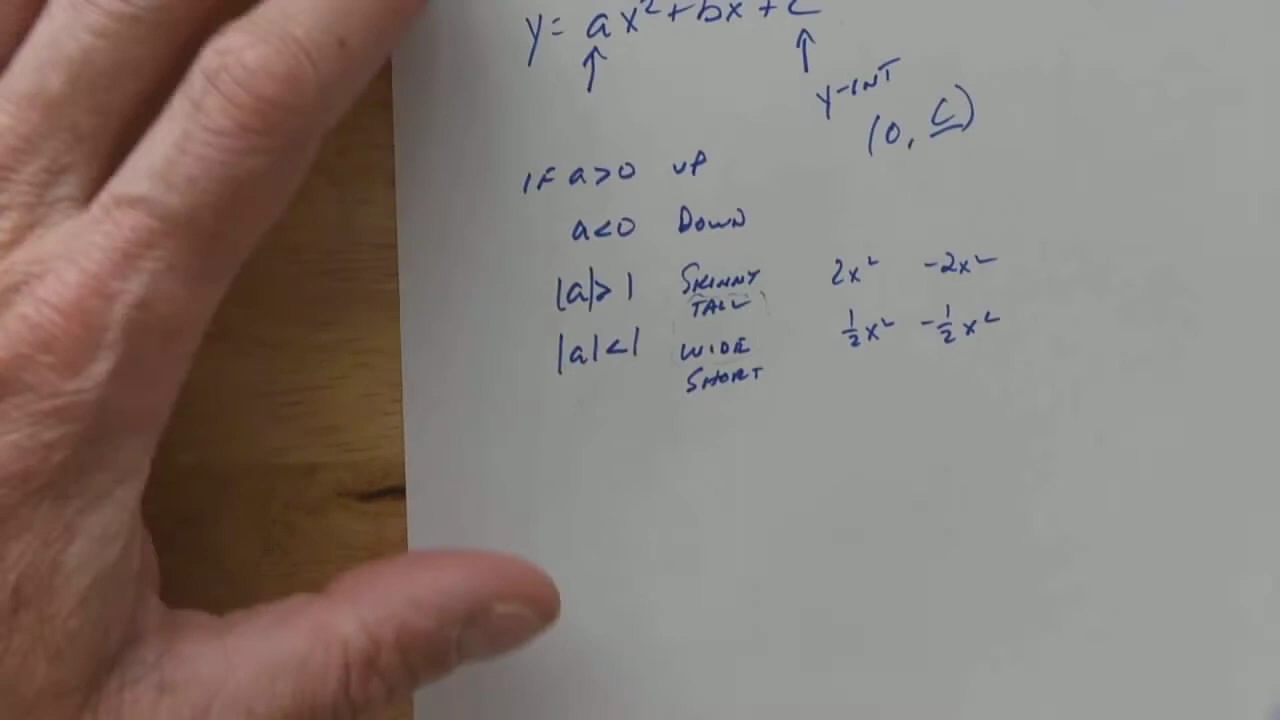 y = ax² + bx + c
↑ ↑
Y-INT
(0, C)
IF a>0 UP
a<0 DOWN
|a|>1 SKINNY 2x² -2x²
TALL
|a|<1 WIDE ½x² -½x²
SHORT